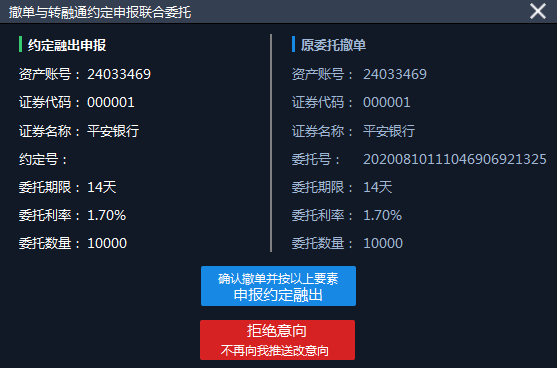 撤单与转融通约定申报联合委托
约定融出申报
资产账号： 24033469
证券代码： 000001
证券名称： 平安银行
约定号：
委托期限： 14天
委托利率： 1.70%
委托数量： 10000
原委托撤单
资产账号： 24033469
证券代码： 000001
证券名称： 平安银行
委托号： 20200810111046906921325
委托期限： 14天
委托利率： 1.70%
委托数量： 10000
确认撤单并按以上要素
申报约定融出
拒绝意向
不再向我推送改意向